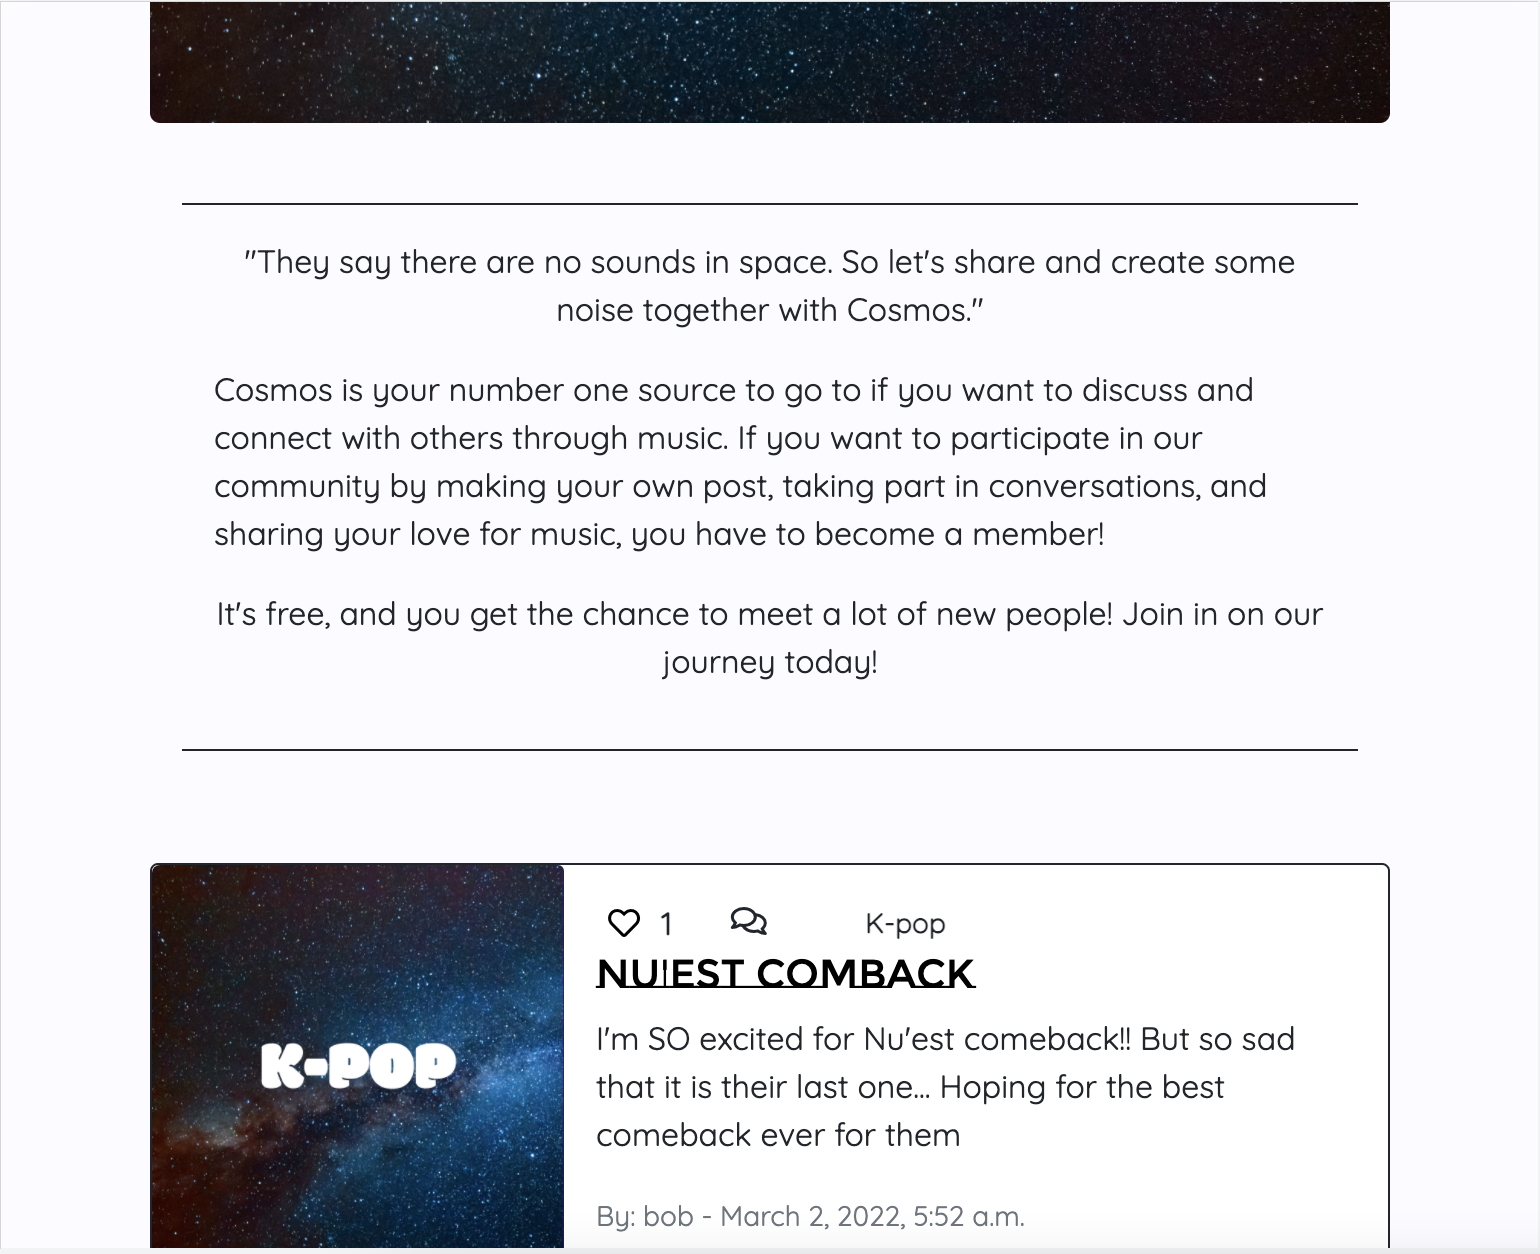 "They say there are no sounds in space. So let's share and create some
noise together with Cosmos."
Cosmos is your number one source to go to if you want to discuss and
connect with others through music. If you want to participate in our
community by making your own post, taking part in conversations, and
sharing your love for music, you have to become a member!
It's free, and you get the chance to meet a lot of new people! Join in on our
journey today!
1 K-pop
NU'EST COMBACK
K-POP
I'm SO excited for Nu'est comeback!! But so sad
that it is their last one... Hoping for the best
comeback ever for them
By: bob - March 2, 2022, 5:52 a.m.